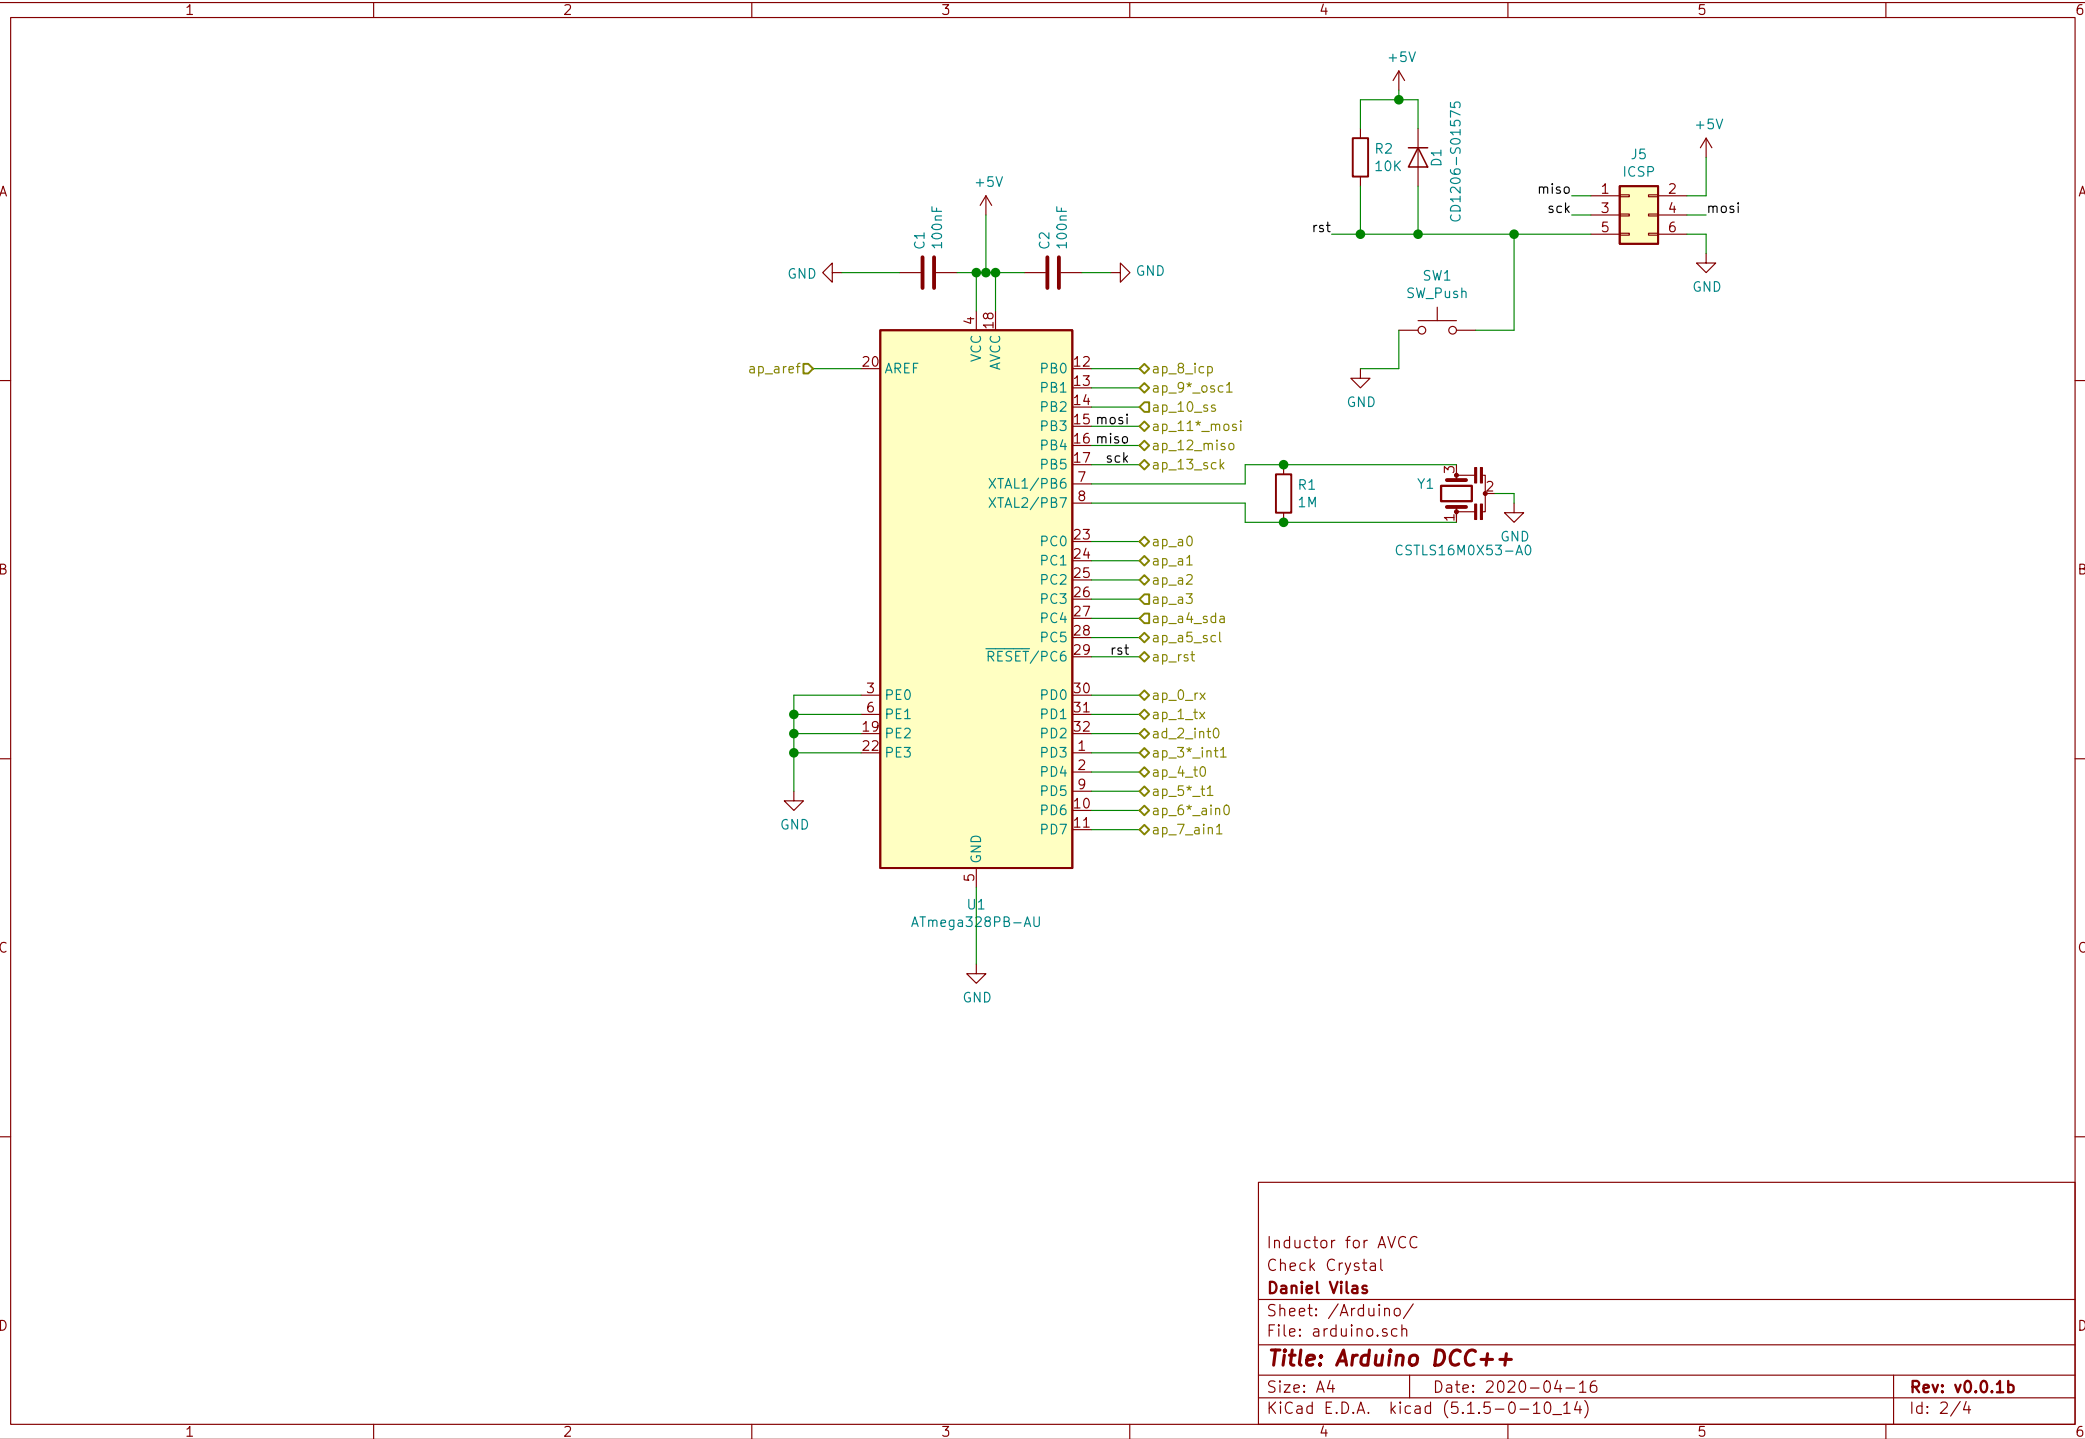 1 2 3 4 5 6
+5V
R2
10K
D1
CD1206-S01575
+5V
J5
ICSP
miso 1 2
sck 3 4 mosi
rst 5 6
GND
SW1
SW_Push
GND
+5V
C1
100nF
C2
100nF
GND
GND
A A
4 18
VCC AVCC
ap_aref 20 AREF
PB0 12 ap_8_icp
PB1 13 ap_9*_osc1
PB2 14 ap_10_ss
PB3 15 mosi ap_11*_mosi
PB4 16 miso ap_12_miso
PB5 17 sck ap_13_sck
XTAL1/PB6 7
XTAL2/PB7 8
R1
1M
Y1
3
2
1
GND
CSTLS16M0X53-A0
B B
PC0 23 ap_a0
PC1 24 ap_a1
PC2 25 ap_a2
PC3 26 ap_a3
PC4 27 ap_a4_sda
PC5 28 ap_a5_scl
RESET/PC6 29 rst ap_rst
3 PE0
6 PE1
19 PE2
22 PE3
GND
PD0 30 ap_0_rx
PD1 31 ap_1_tx
PD2 32 ad_2_int0
PD3 1 ap_3*_int1
PD4 2 ap_4_t0
PD5 9 ap_5*_t1
PD6 10 ap_6*_ain0
PD7 11 ap_7_ain1
GND
5
U1
ATmega328PB-AU
GND
C C
Inductor for AVCC
Check Crystal
Daniel Vilas
Sheet: /Arduino/
File: arduino.sch
D D
Title: Arduino DCC++
Size: A4 Date: 2020-04-16 Rev: v0.0.1b
KiCad E.D.A. kicad (5.1.5-0-10_14) Id: 2/4
1 2 3 4 5 6